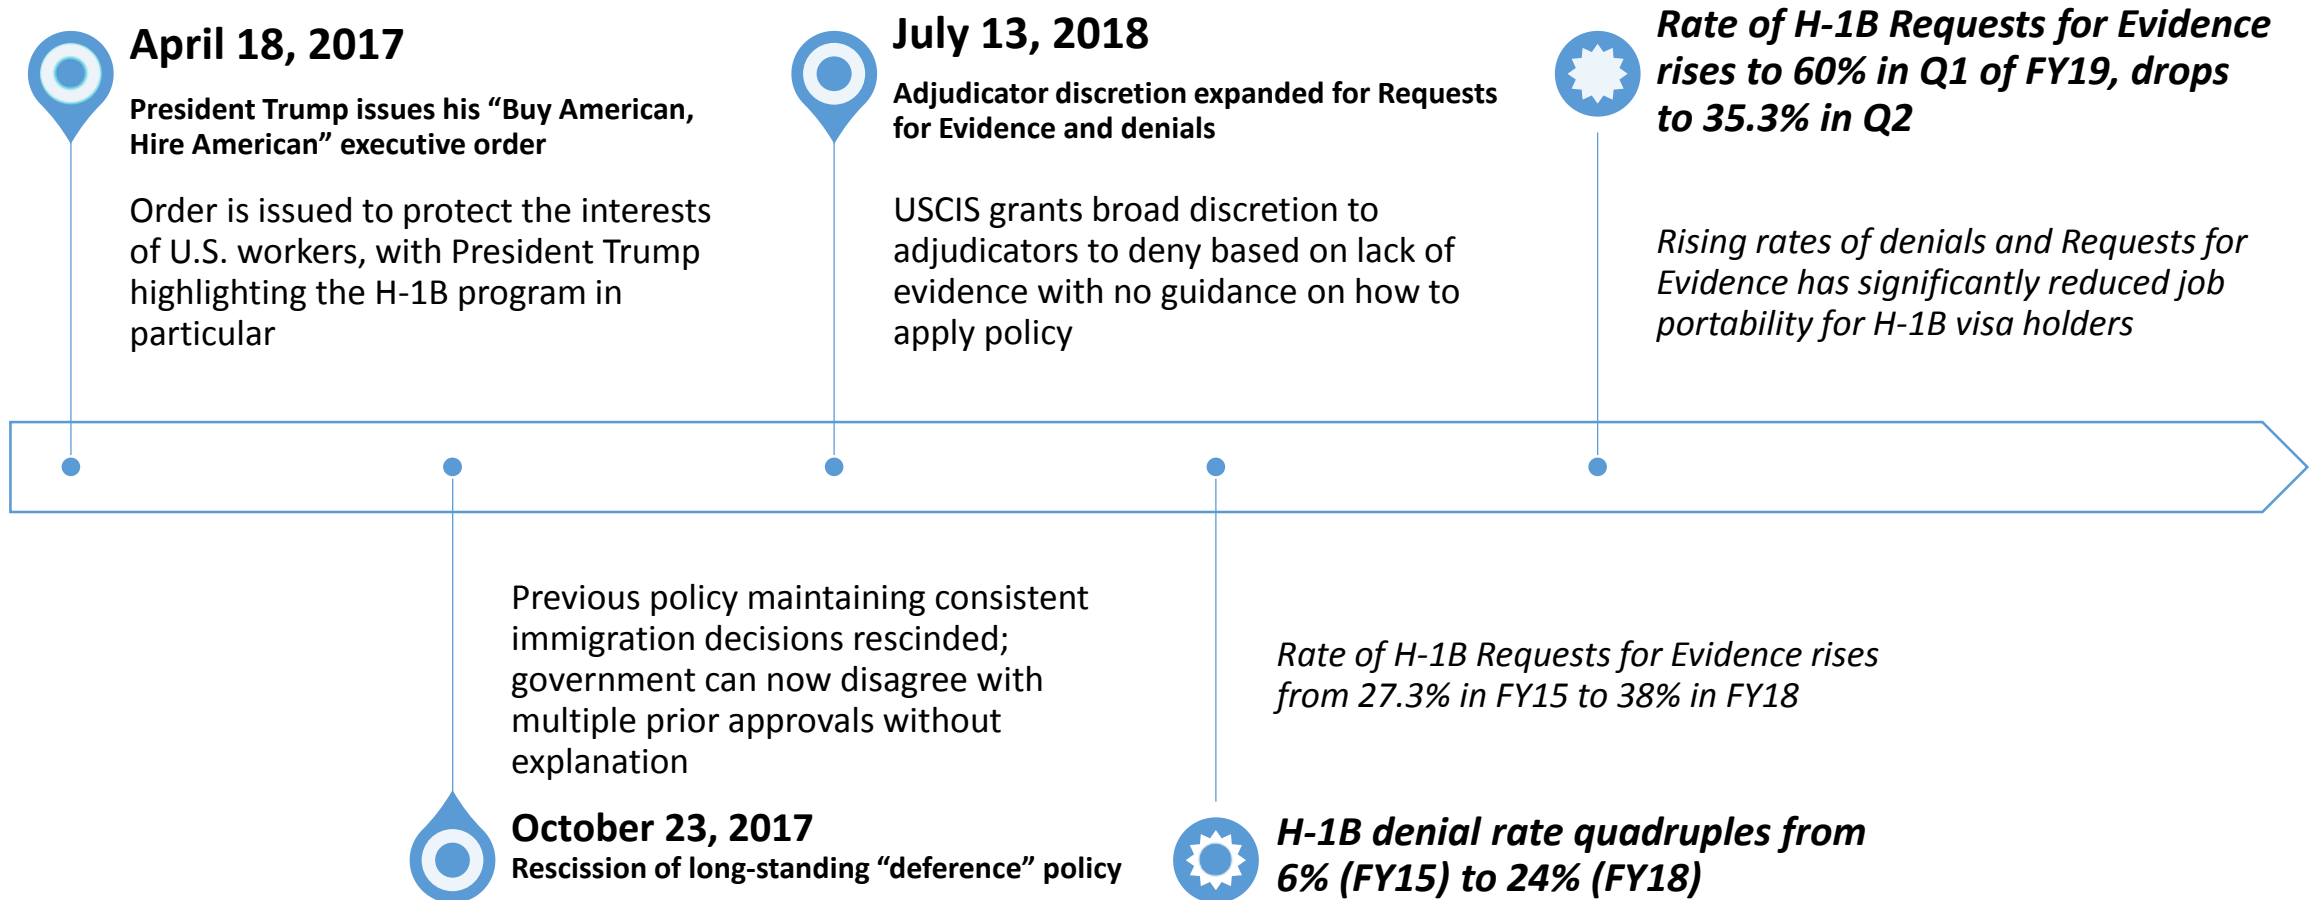 April 18, 2017
President Trump issues his “Buy American,
Hire American” executive order
Order is issued to protect the interests
of U.S. workers, with President Trump
highlighting the H-1B program in
particular
July 13, 2018
Adjudicator discretion expanded for Requests
for Evidence and denials
USCIS grants broad discretion to
adjudicators to deny based on lack of
evidence with no guidance on how to
apply policy
Rate of H-1B Requests for Evidence
rises to 60% in Q1 of FY19, drops
to 35.3% in Q2
Rising rates of denials and Requests for
Evidence has significantly reduced job
portability for H-1B visa holders
Previous policy maintaining consistent
immigration decisions rescinded;
government can now disagree with
multiple prior approvals without
explanation
October 23, 2017
Rescission of long-standing “deference” policy
Rate of H-1B Requests for Evidence rises
from 27.3% in FY15 to 38% in FY18
H-1B denial rate quadruples from
6% (FY15) to 24% (FY18)